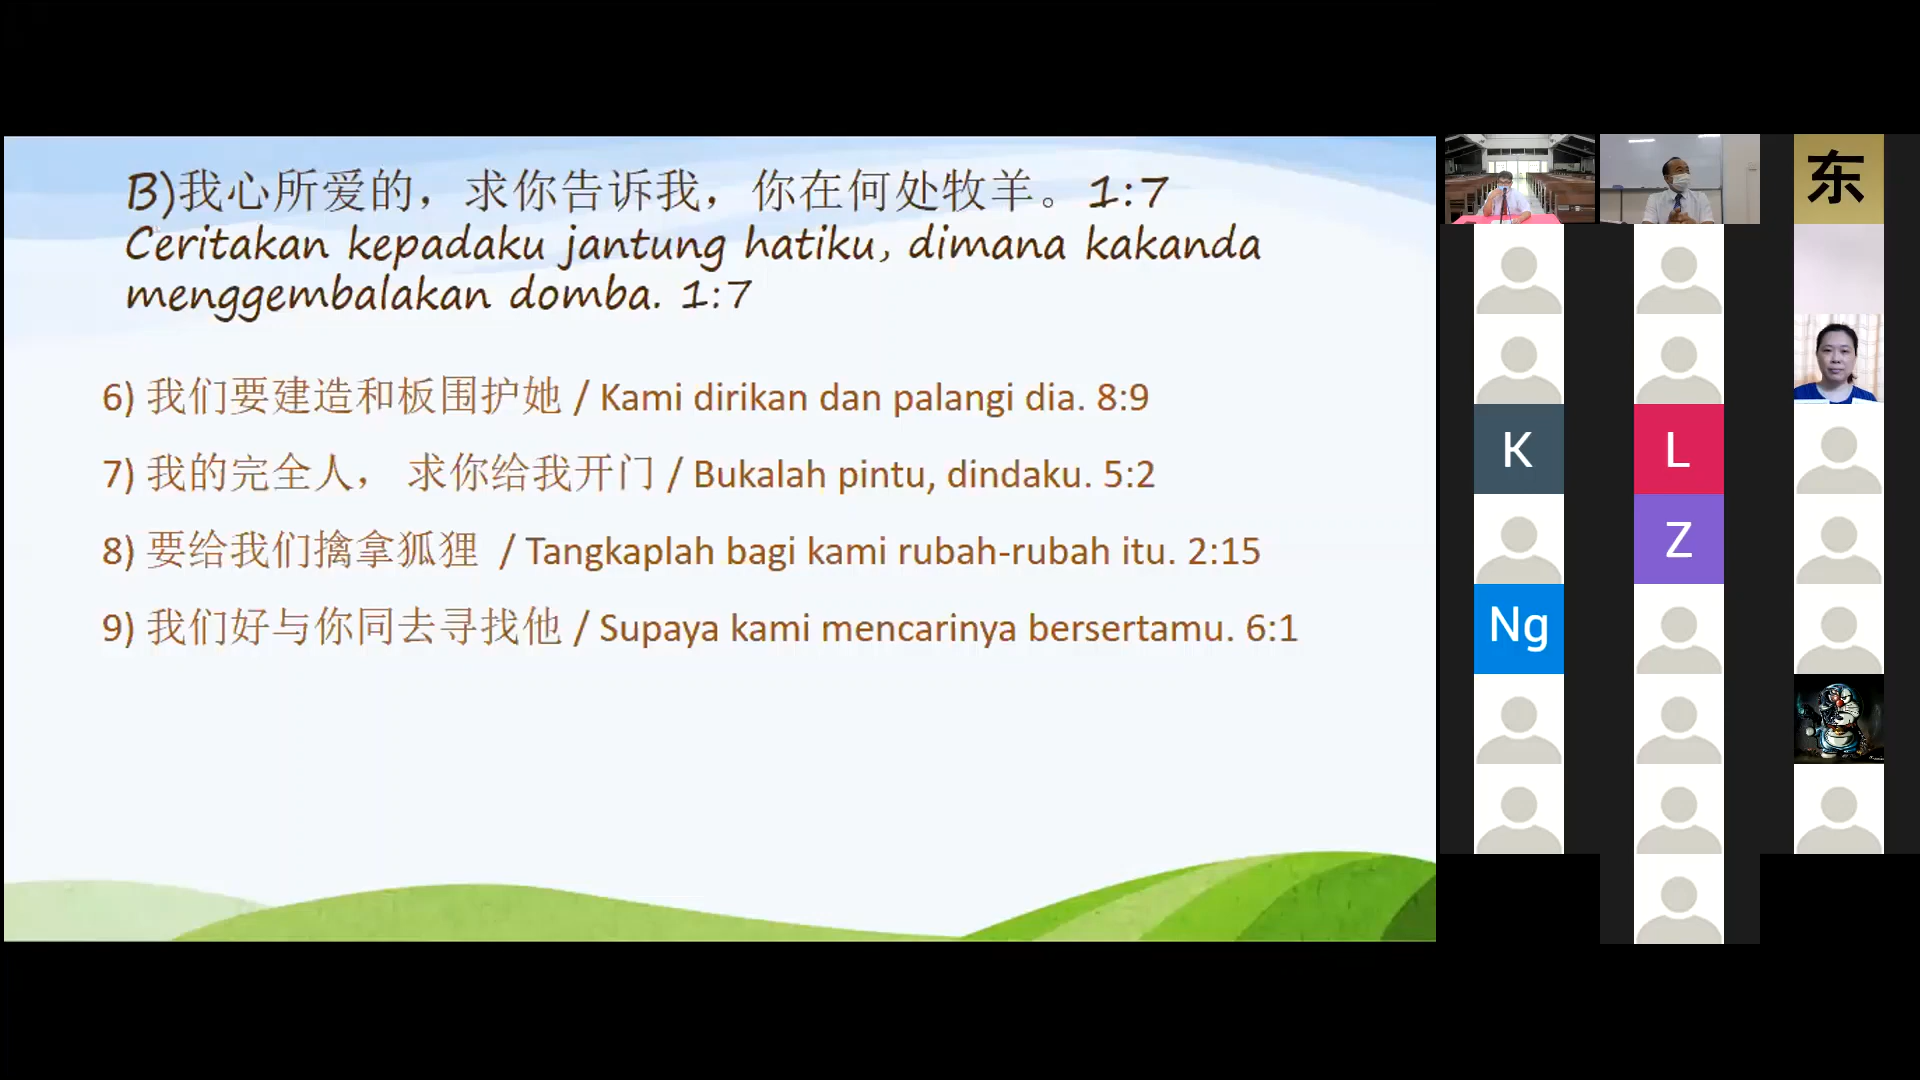 B)我心所爱的，求你告诉我，你在何处牧羊。1:7
Ceritakan kepadaku jantung hatiku, dimana kakanda
menggembalakan domba. 1:7
6) 我们要建造和板围护她 / Kami dirikan dan palangi dia. 8:9
7) 我的完全人， 求你给我开门 / Bukalah pintu, dindaku. 5:2
8) 要给我们擒拿狐狸 / Tangkaplah bagi kami rubah-rubah itu. 2:15
9) 我们好与你同去寻找他 / Supaya kami mencarinya bersertamu. 6:1
东
K
L
Z
Ng